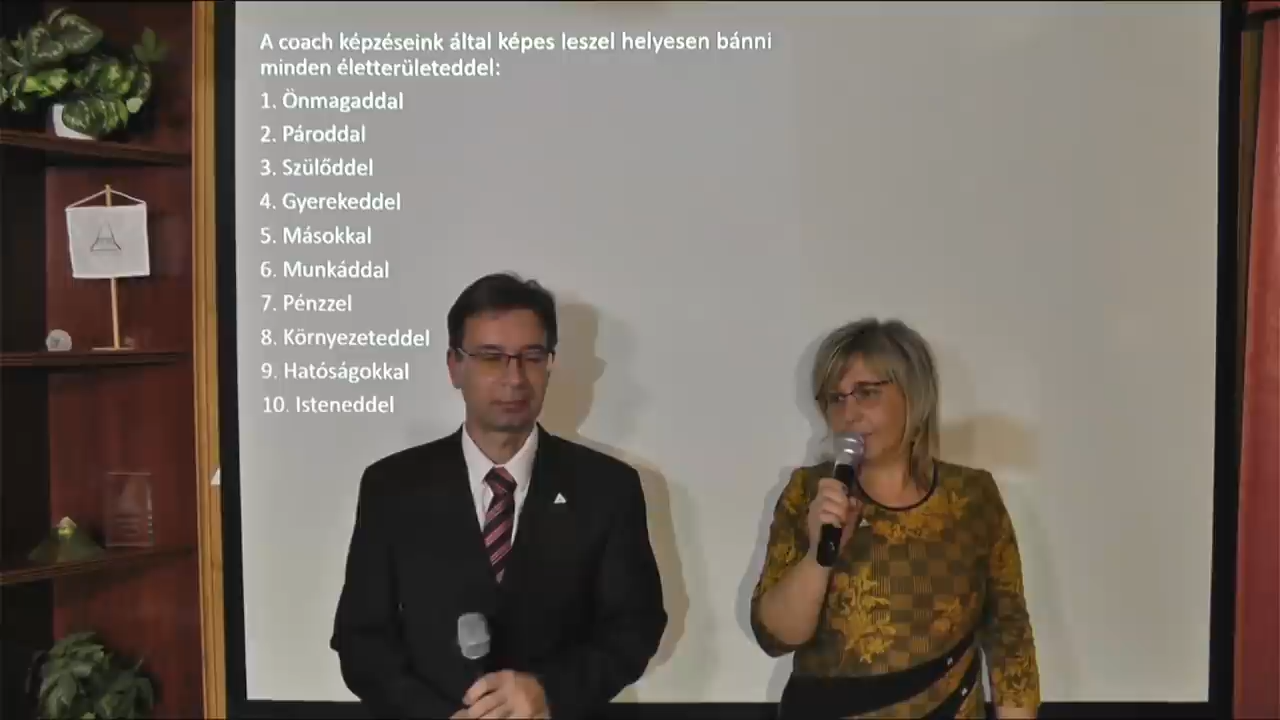 A coach képzéseink által képes leszel helyesen bánni
minden életterületeddel:
1. Önmagaddal
2. Pároddal
3. Szülőddel
4. Gyerekeddel
5. Másokkal
6. Munkáddal
7. Pénzzel
8. Környezeteddel
9. Hatóságokkal
10. Isteneddel